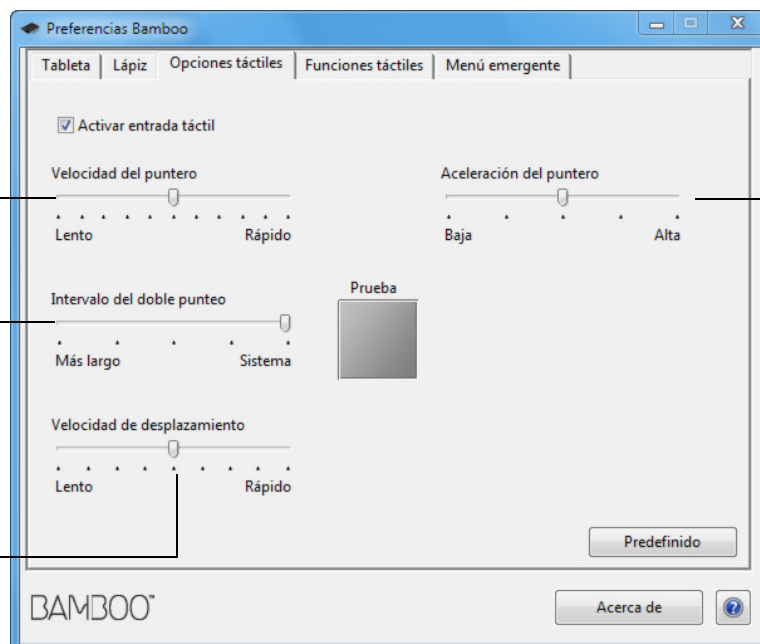 Preferencias Bamboo
Tableta Lápiz Opciones táctiles Funciones táctiles Menú emergente
Activar entrada táctil
Velocidad del puntero Aceleración del puntero
Lento Rápido Baja Alta
Intervalo del doble punteo Prueba
Más largo Sistema
Velocidad de desplazamiento
Lento Rápido
Predefinido
BAMBOO™ Acerca de ?